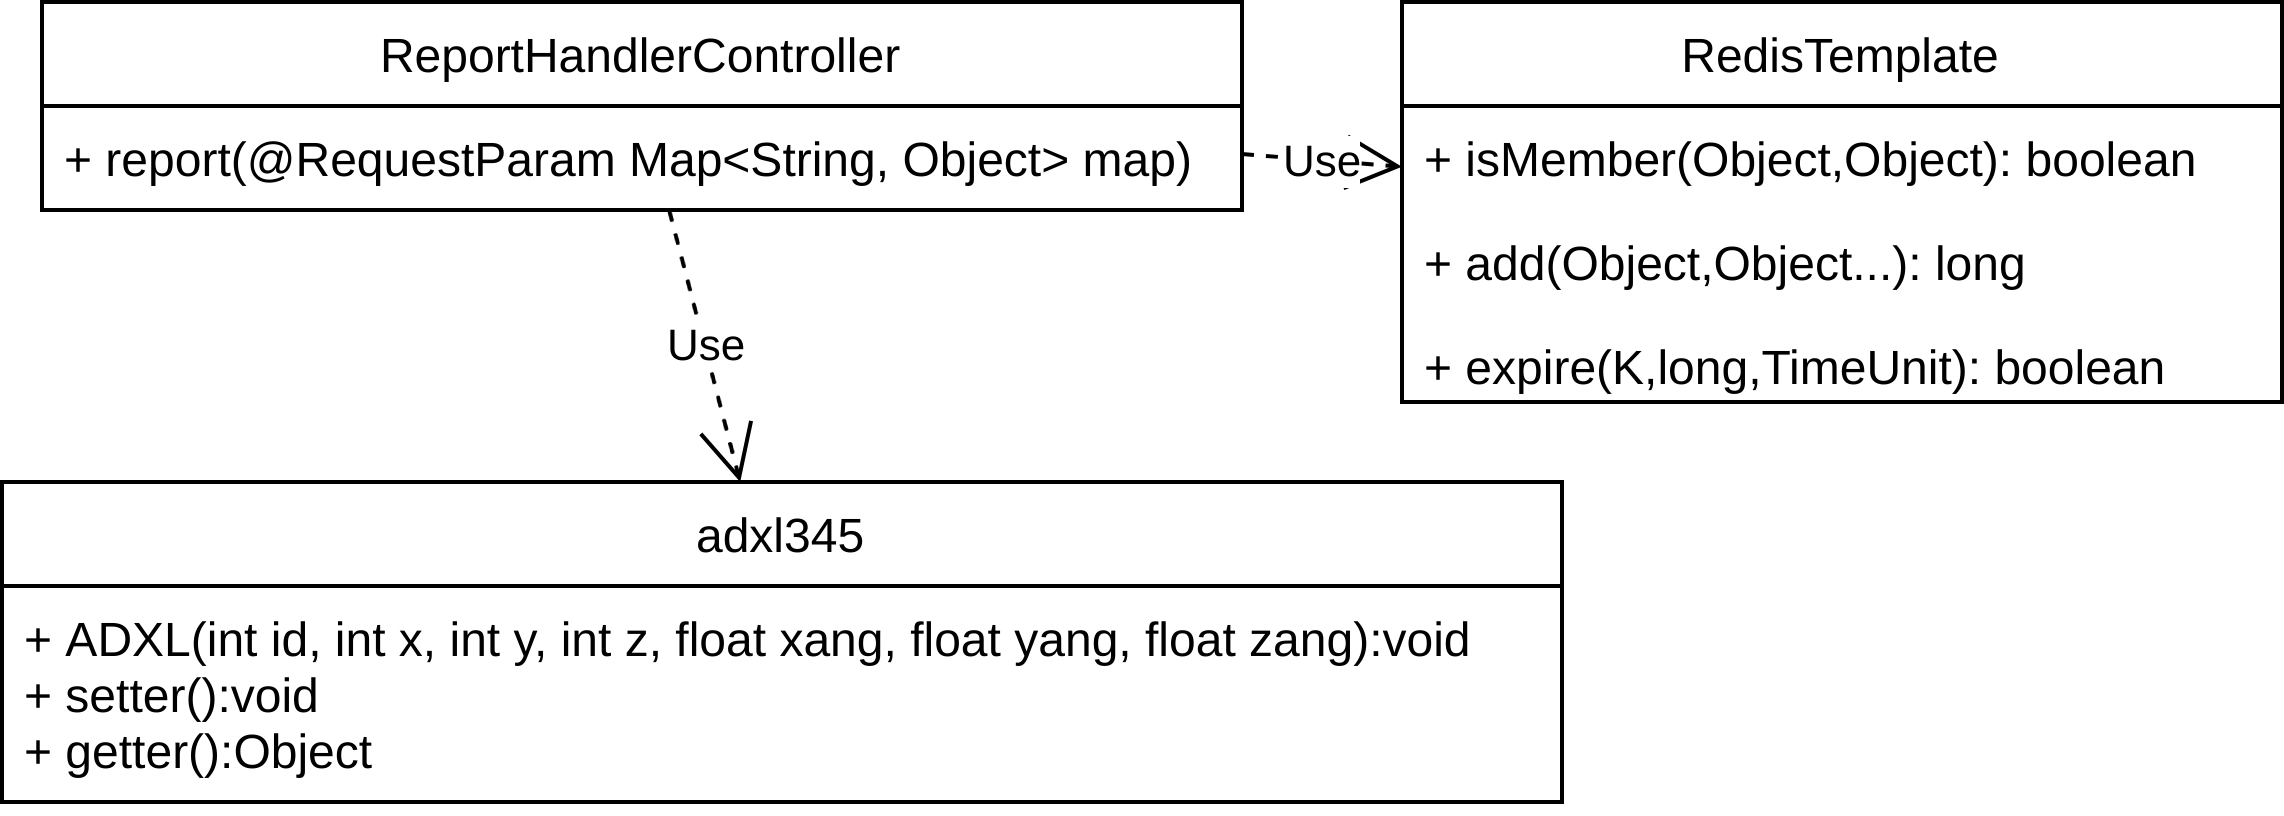 ReportHandlerController
+ report(@RequestParam Map<String, Object> map)
Use
RedisTemplate
+ isMember(Object,Object): boolean
+ add(Object,Object...): long
+ expire(K,long,TimeUnit): boolean
Use
adxl345
+ ADXL(int id, int x, int y, int z, float xang, float yang, float zang):void
+ setter():void
+ getter():Object